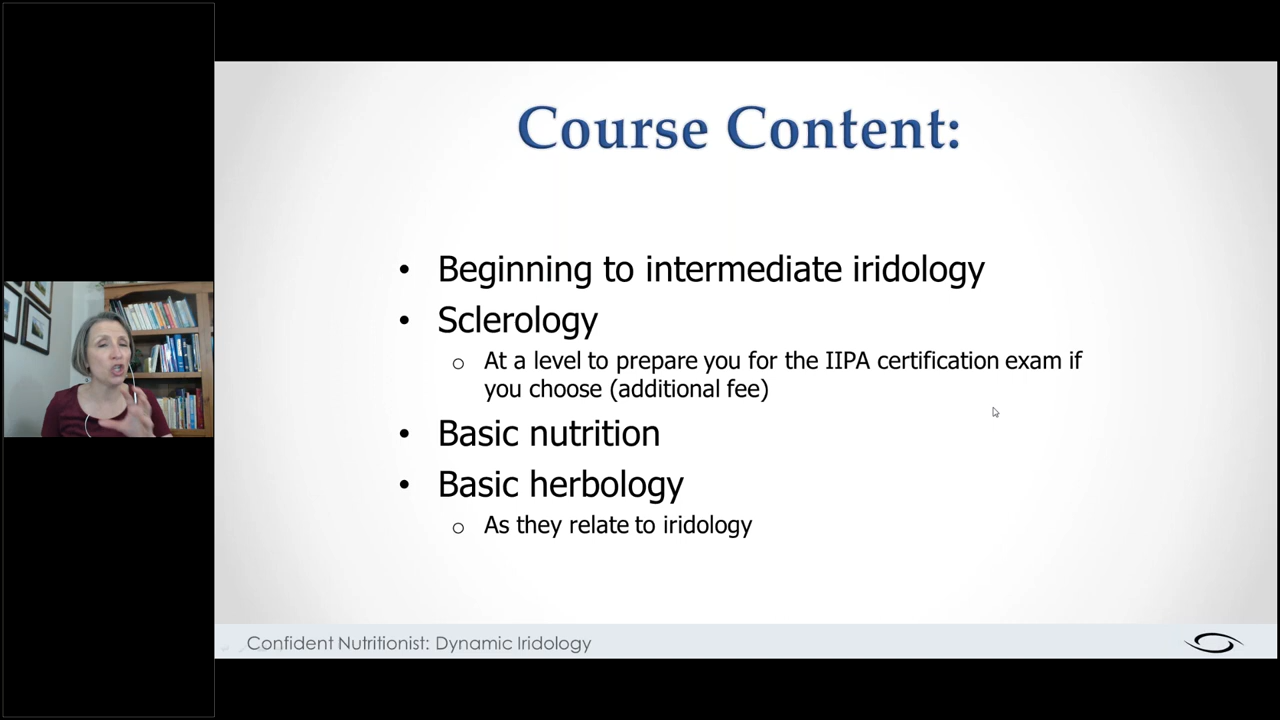 Course Content:
• Beginning to intermediate iridology
• Sclerology
o At a level to prepare you for the IIPA certification exam if
you choose (additional fee)
• Basic nutrition
• Basic herbology
o As they relate to iridology
Confident Nutritionist: Dynamic Iridology